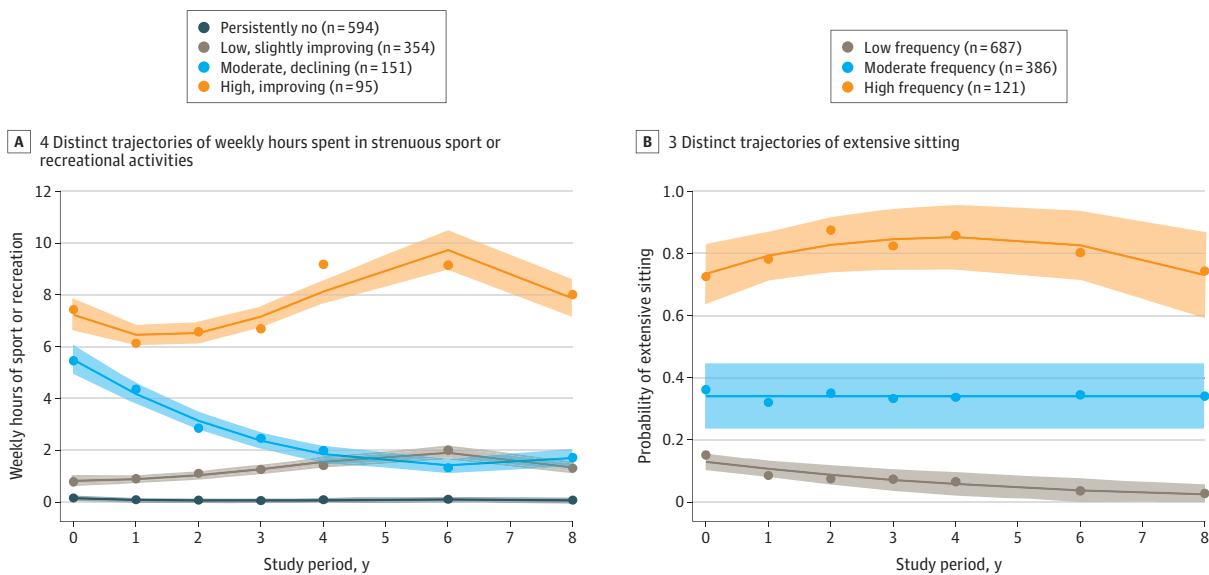 Persistently no (n=594)
Low, slightly improving (n=354)
Moderate, declining (n=151)
High, improving (n=95)
A 4 Distinct trajectories of weekly hours spent in strenuous sport or
recreational activities
12
10
8
6
4
2
0
Weekly hours of sport or recreation
0 1 2 3 4 6 8
Study period, y
Low frequency (n=687)
Moderate frequency (n=386)
High frequency (n=121)
B 3 Distinct trajectories of extensive sitting
1.0
0.8
0.6
0.4
0.2
0
Probability of extensive sitting
0 1 2 3 4 6 8
Study period, y